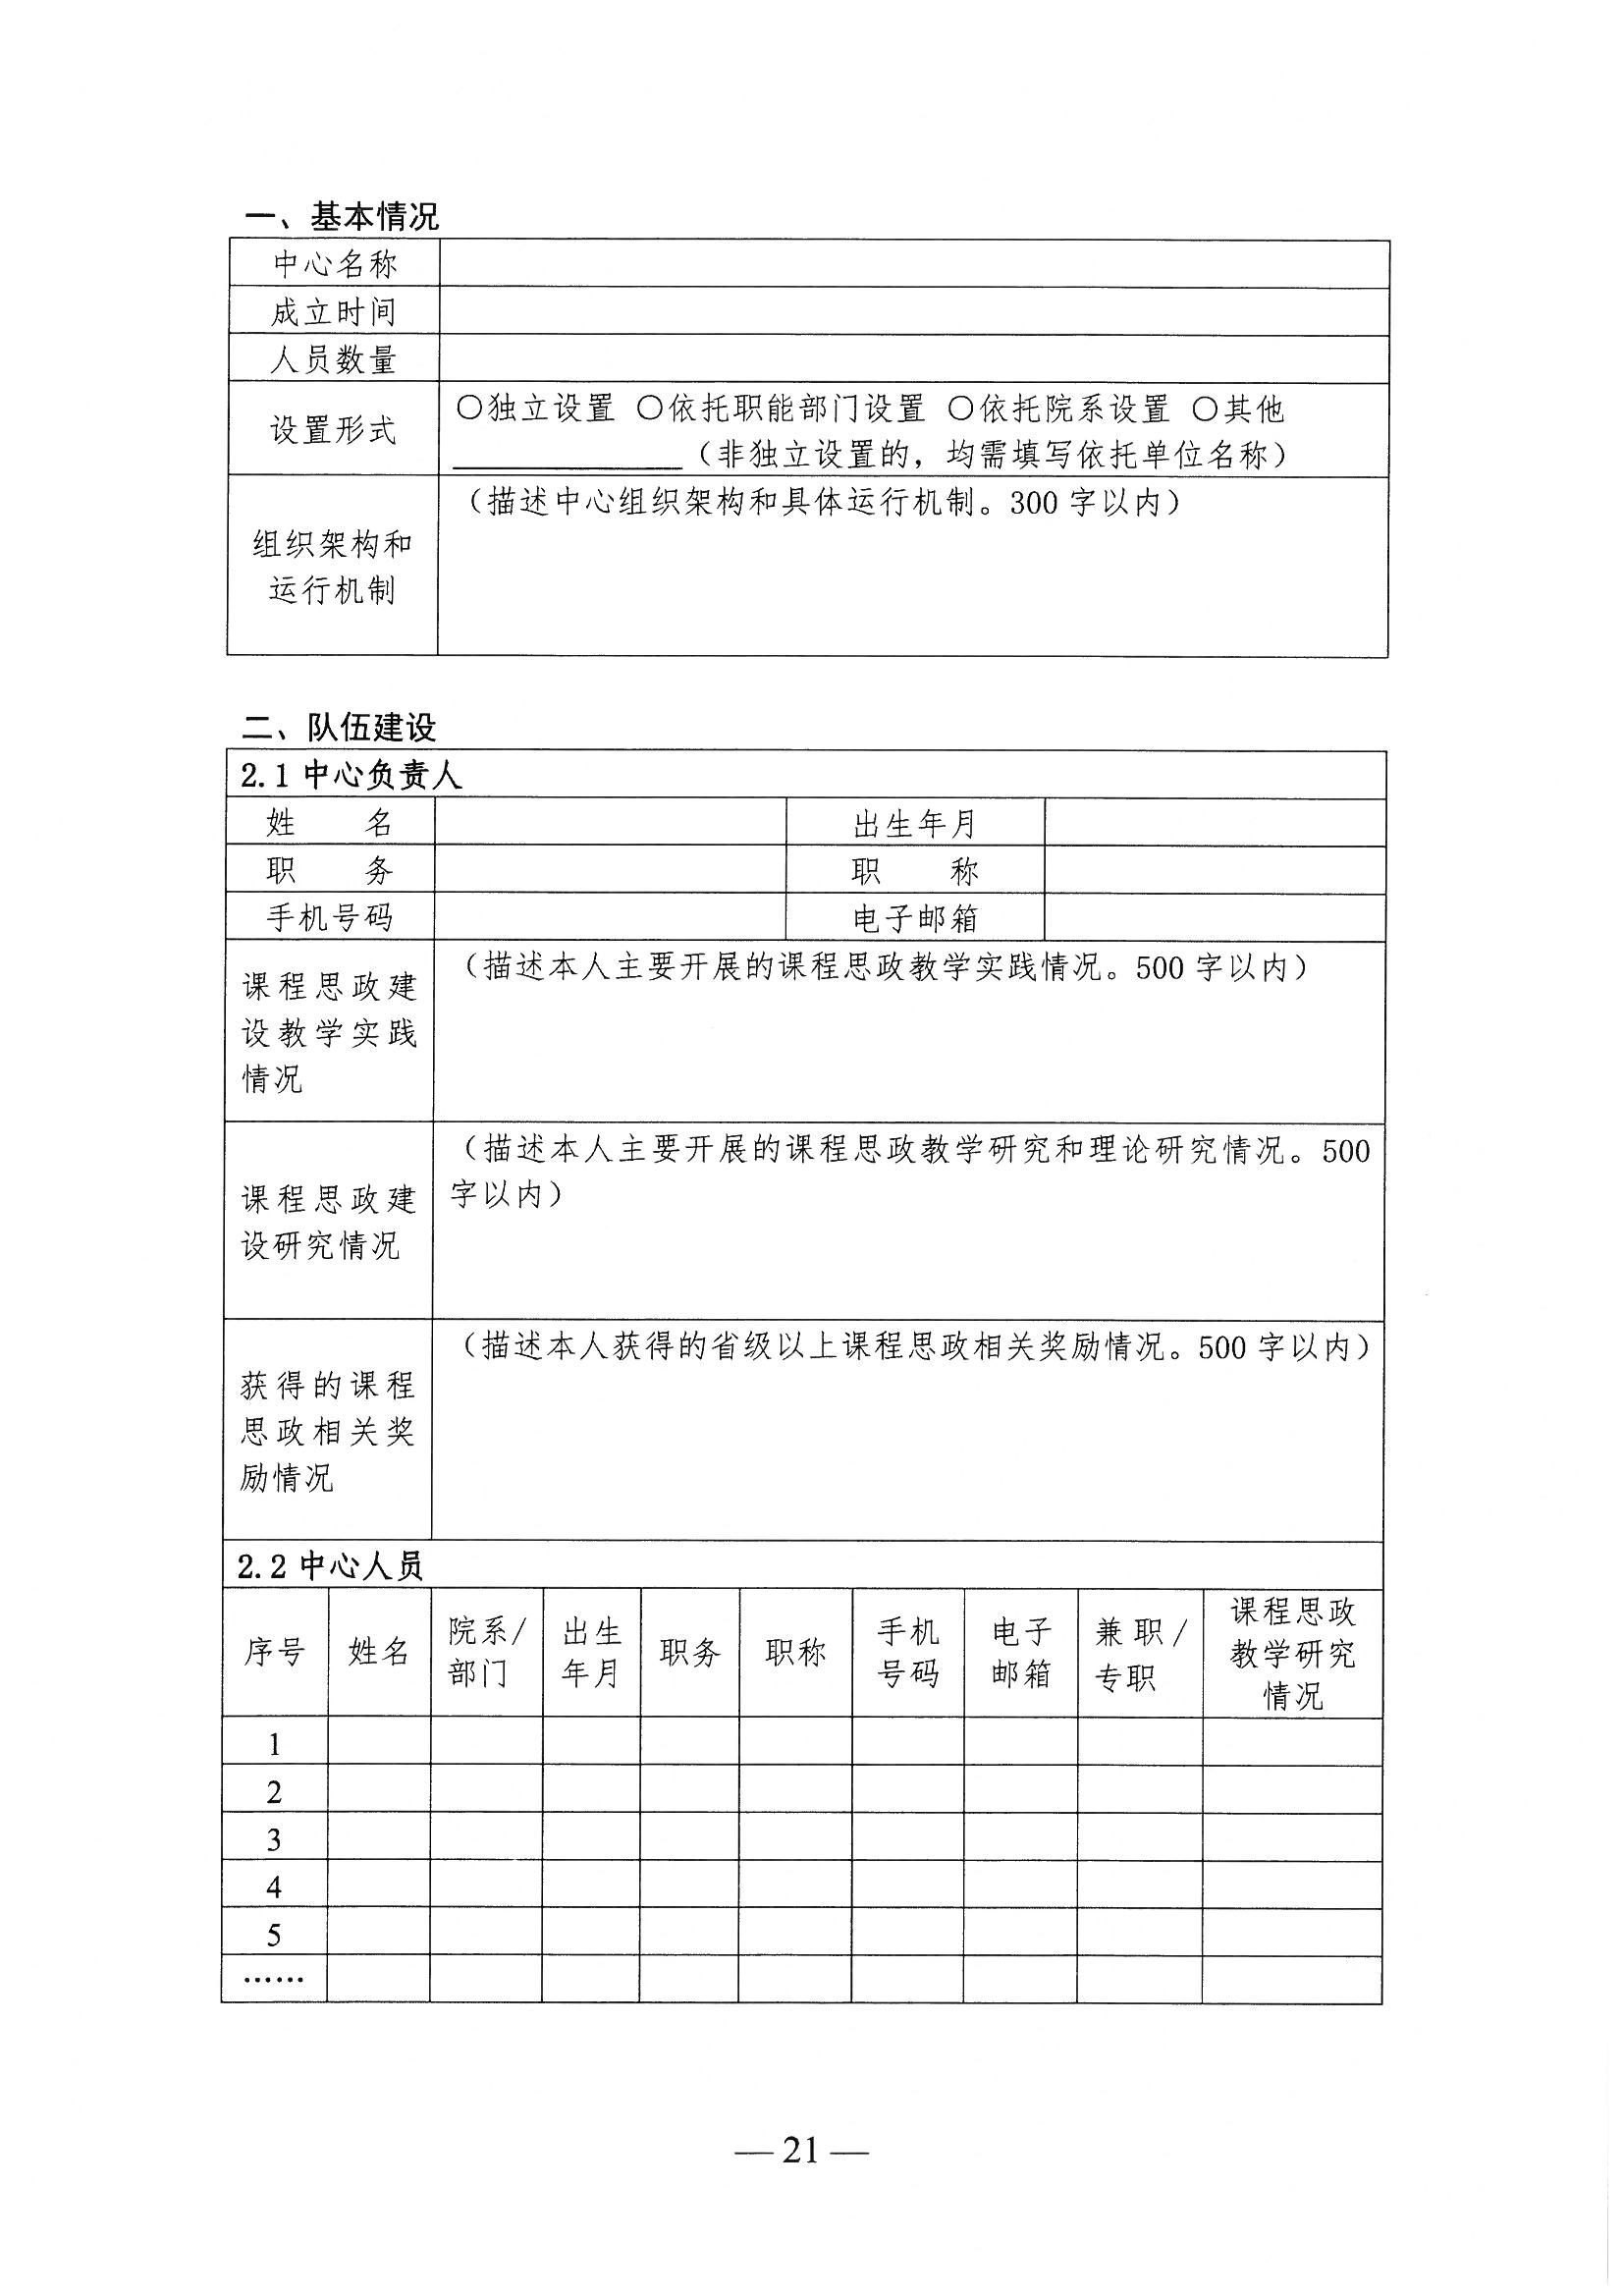 一、基本情况
中心名称
成立时间
人员数量
设置形式
○独立设置 ○依托职能部门设置 ○依托院系设置 ○其他
______________（非独立设置的，均需填写依托单位名称）
组织架构和
运行机制
（描述中心组织架构和具体运行机制。300 字以内）
二、队伍建设
2.1 中心负责人
姓 名 出生年月
职 务 职 称
手机号码 电子邮箱
课程思政建
设教学实践
情况
（描述本人主要开展的课程思政教学实践情况。500 字以内）
课程思政建
设研究情况
（描述本人主要开展的课程思政教学研究和理论研究情况。500
字以内）
获得的课程
思政相关奖
励情况
（描述本人获得的省级以上课程思政相关奖励情况。500 字以内）
2.2 中心人员
序号
姓名
院系/
部门
出生
年月
职务
职称
手机
号码
电子
邮箱
兼职/
专职
课程思政
教学研究
情况
1
2
3
4
5
……
— 21 —